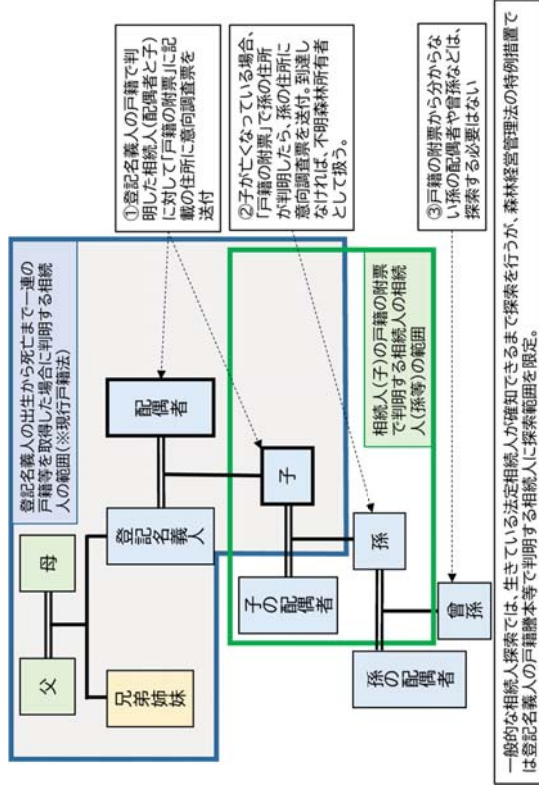 登記名義人の出生から死亡まで一連の
戸籍等を取得した場合に判明する相続
人の範囲(※現行戸籍法)
父
母
兄弟姉妹
登記名義人
配偶者
子の配偶者
子
孫の配偶者
孫
曾孫
相続人(子)の戸籍の附票
で判明する相続人の相続
人(孫等)の範囲
①登記名義人の戸籍で判
明した相続人(配偶者と子)
に対して「戸籍の附票」に記
載の住所に意向調査票を
送付
②子が亡くなっている場合、
「戸籍の附票」で孫の住所
が判明したら、孫の住所に
意向調査票を送付。到達し
なければ、不明森林所有者
として扱う。
③戸籍の附票から分からな
い孫の配偶者や曾孫などは、
探索する必要はない
一般的な相続人探索では、生きている法定相続人が確知できるまで探索を行うが、森林経営管理法の特例措置で
は登記名義人の戸籍謄本等で判明する相続人に探索範囲を限定。